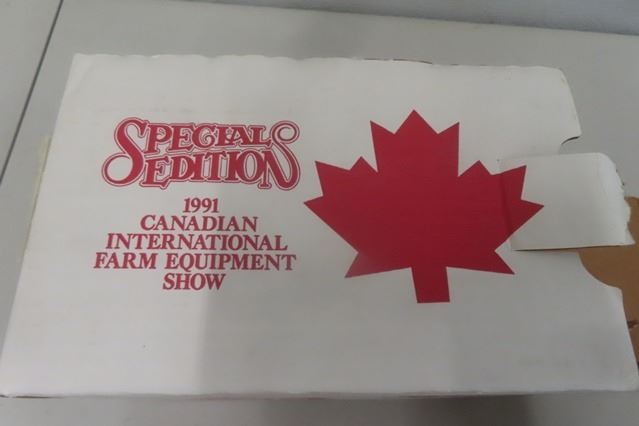 SPECIAL
EDITION
1991
CANADIAN
INTERNATIONAL
FARM EQUIPMENT
SHOW